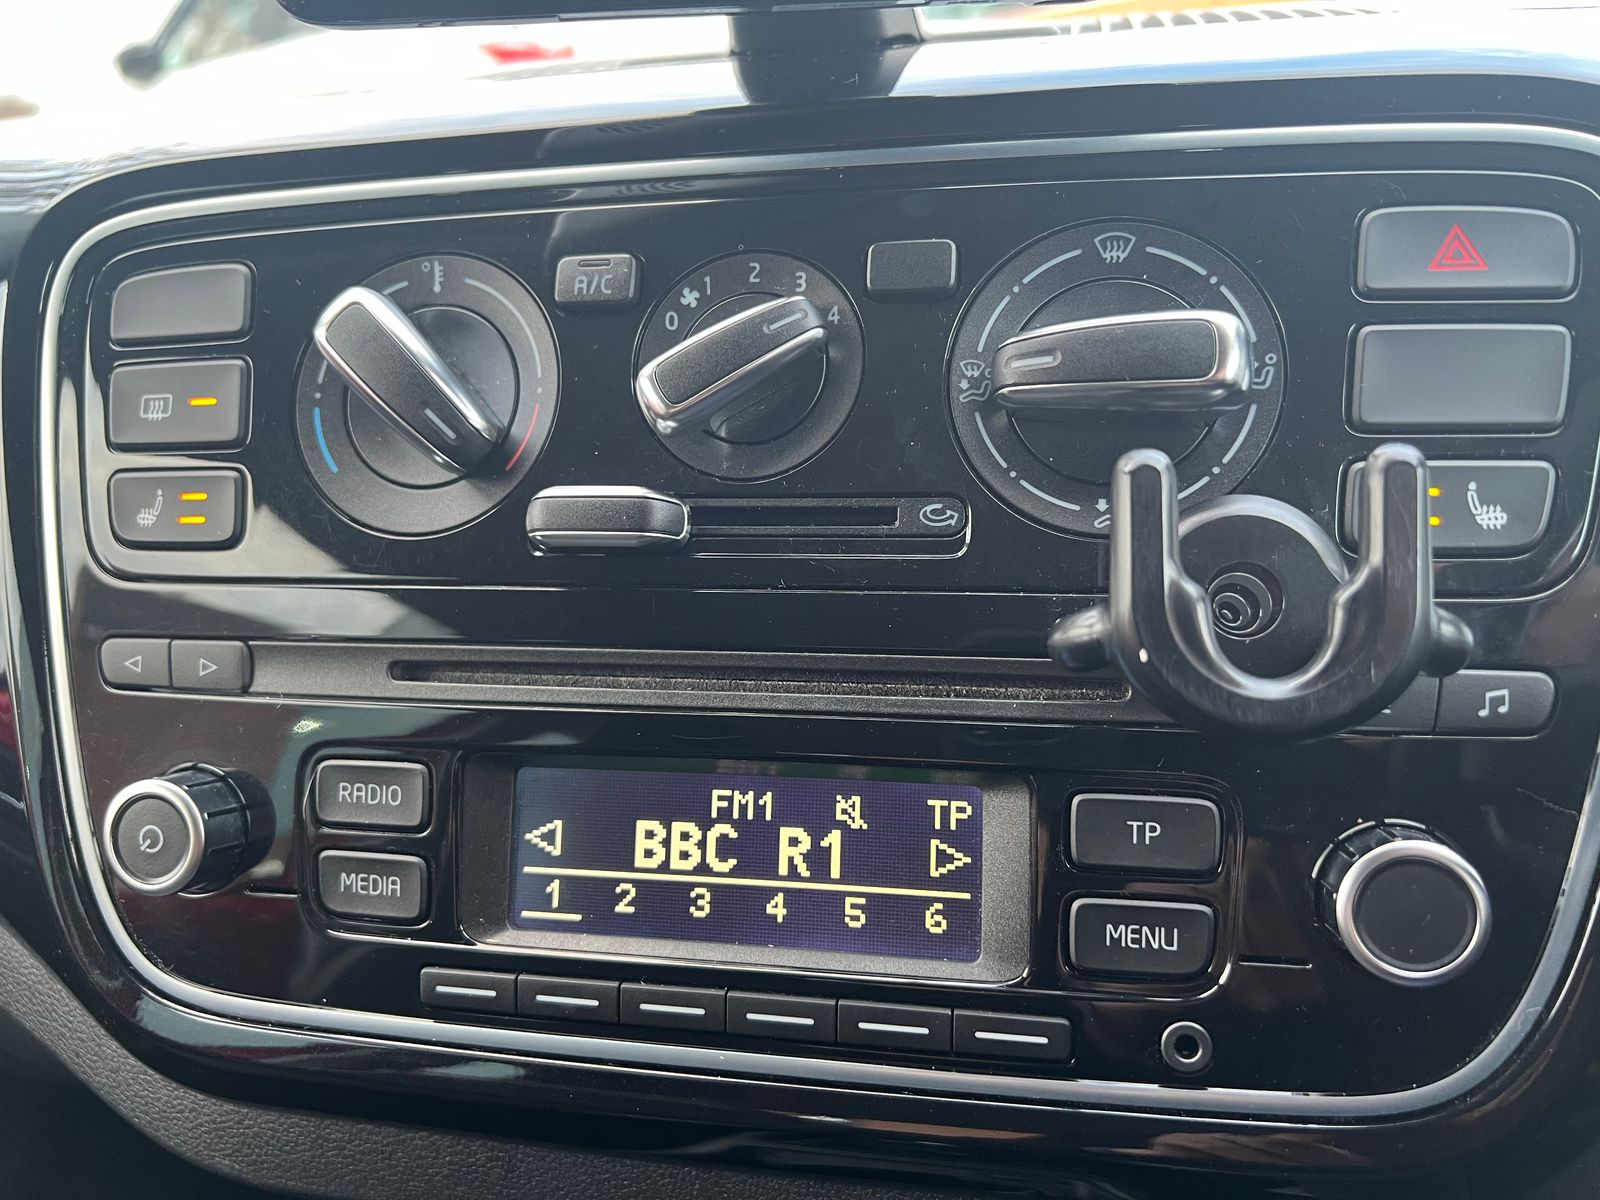 A/C
0 1 2 3 4
RADIO
MEDIA
FM1 TP
BBC R1
1 2 3 4 5 6
TP
MENU